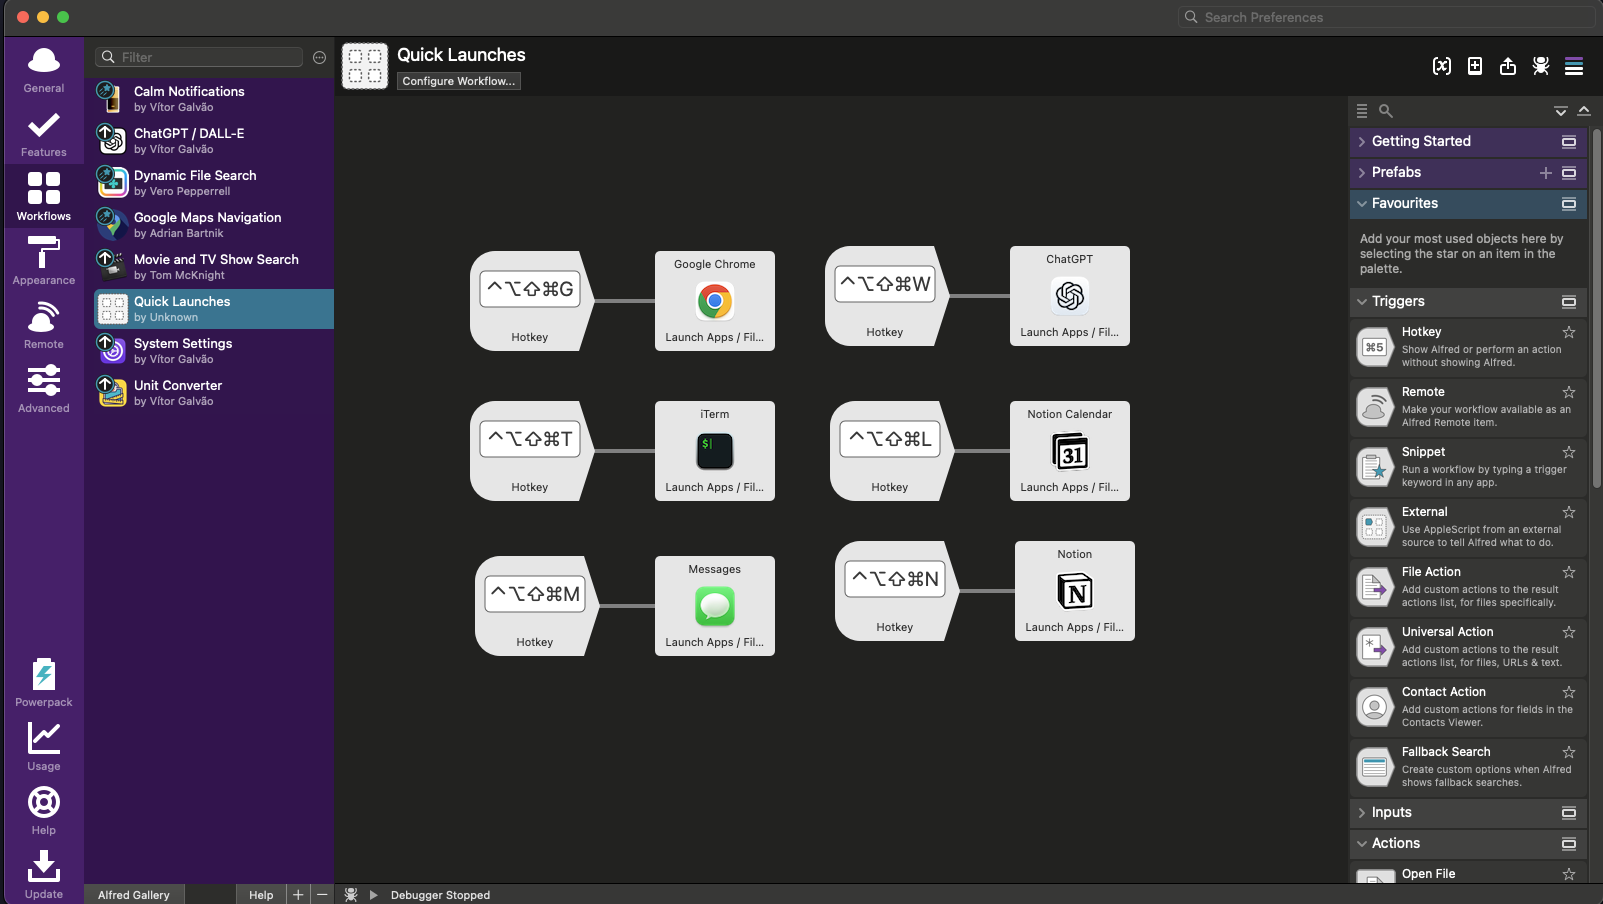 Search Preferences
General
Features
Workflows
Appearance
Remote
Advanced
Powerpack
Usage
Help
Update
Filter
Calm Notifications
by Vítor Galvão
ChatGPT / DALL-E
by Vítor Galvão
Dynamic File Search
by Vero Pepperrell
Google Maps Navigation
by Adrian Bartnik
Movie and TV Show Search
by Tom McKnight
Quick Launches
by Unknown
System Settings
by Vítor Galvão
Unit Converter
by Vítor Galvão
Alfred Gallery
Help
Quick Launches
Configure Workflow...
⌃⌥⇧⌘G
Hotkey
Google Chrome
Launch Apps / Fil...
⌃⌥⇧⌘W
Hotkey
ChatGPT
Launch Apps / Fil...
⌃⌥⇧⌘T
Hotkey
iTerm
$
Launch Apps / Fil...
⌃⌥⇧⌘L
Hotkey
Notion Calendar
31
Launch Apps / Fil...
⌃⌥⇧⌘M
Hotkey
Messages
Launch Apps / Fil...
⌃⌥⇧⌘N
Hotkey
Notion
N
Launch Apps / Fil...
Debugger Stopped
Getting Started
Prefabs
Favourites
Add your most used objects here by
selecting the star on an item in the
palette.
Triggers
⌘5
Hotkey
Show Alfred or perform an action
without showing Alfred.
Remote
Make your workflow available as an
Alfred Remote item.
Snippet
Run a workflow by typing a trigger
keyword in any app.
External
Use AppleScript from an external
source to tell Alfred what to do.
File Action
Add custom actions to the result
actions list, for files specifically.
Universal Action
Add custom actions to the result
actions list, for files, URLs & text.
Contact Action
Add custom actions for fields in the
Contacts Viewer.
Fallback Search
Create custom options when Alfred
shows fallback searches.
Inputs
Actions
Open File